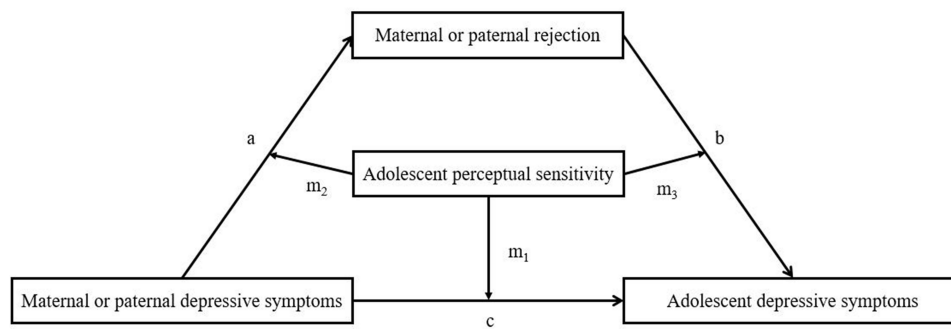 Maternal or paternal rejection
a
b
Adolescent perceptual sensitivity
m₂
m₃
m₁
Maternal or paternal depressive symptoms
Adolescent depressive symptoms
c